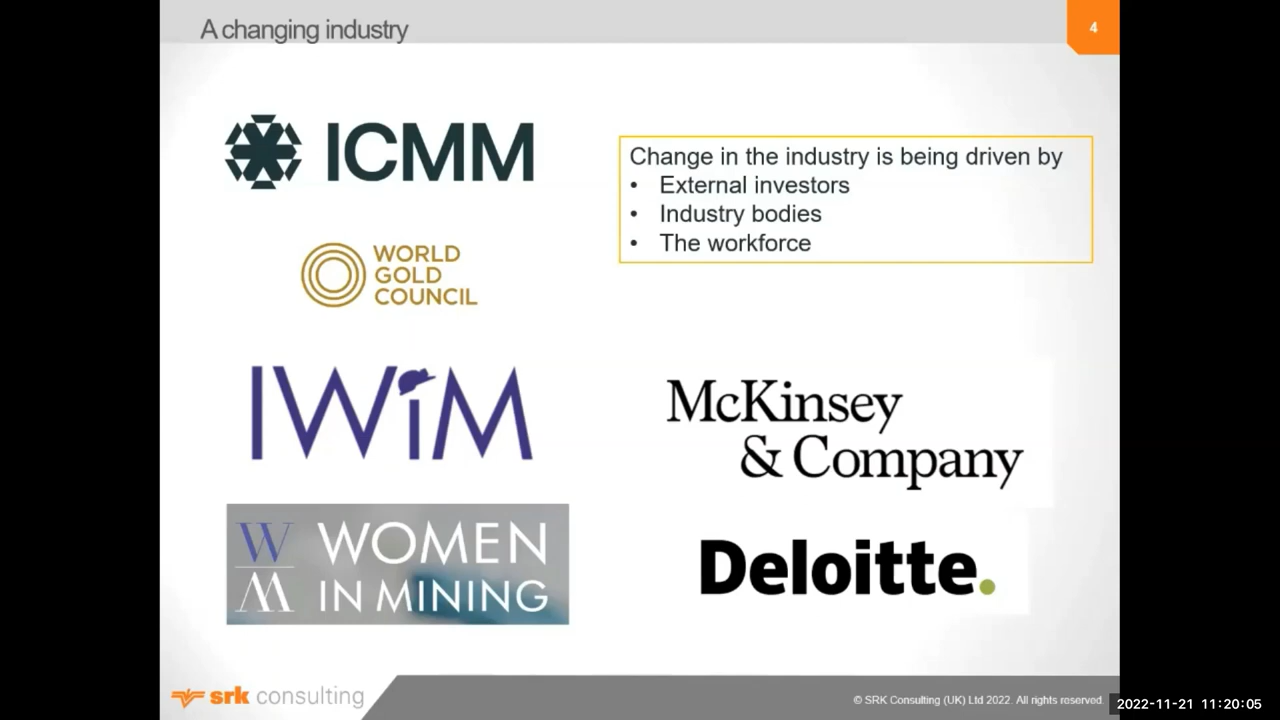 A changing industry
4
ICMM
Change in the industry is being driven by
• External investors
• Industry bodies
• The workforce
WORLD
GOLD
COUNCIL
IWiM
McKinsey
& Company
W
M
WOMEN
IN MINING
Deloitte.
srk consulting
© SRK Consulting (UK) Ltd 2022. All rights reserved.
2022-11-21 11:20:05